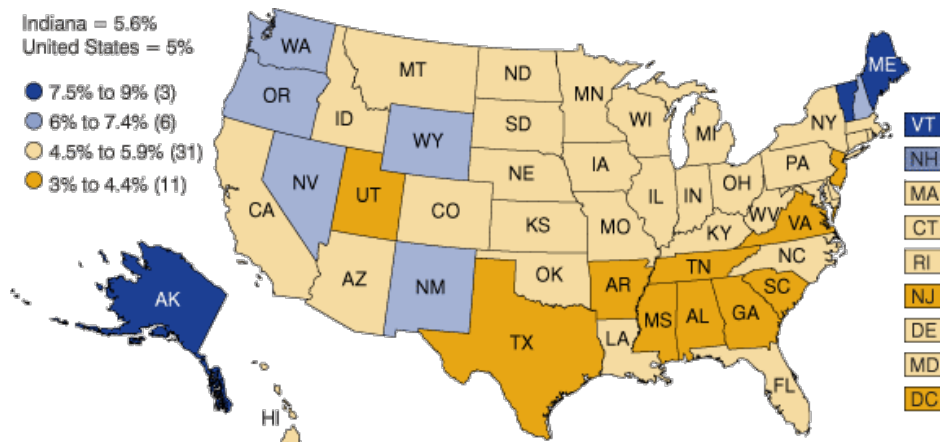 Indiana = 5.6%
United States = 5%
7.5% to 9% (3)
6% to 7.4% (6)
4.5% to 5.9% (31)
3% to 4.4% (11)
WA
MT
ND
MN
ME
OR
ID
SD
WI
MI
NY
WY
VT
NH
NV
UT
CO
NE
IA
IL
IN
OH
PA
MA
CA
KS
MO
KY
WV
VA
CT
AZ
NM
OK
AR
TN
NC
RI
AK
TX
LA
MS
AL
GA
SC
NJ
DE
MD
HI
FL
DC